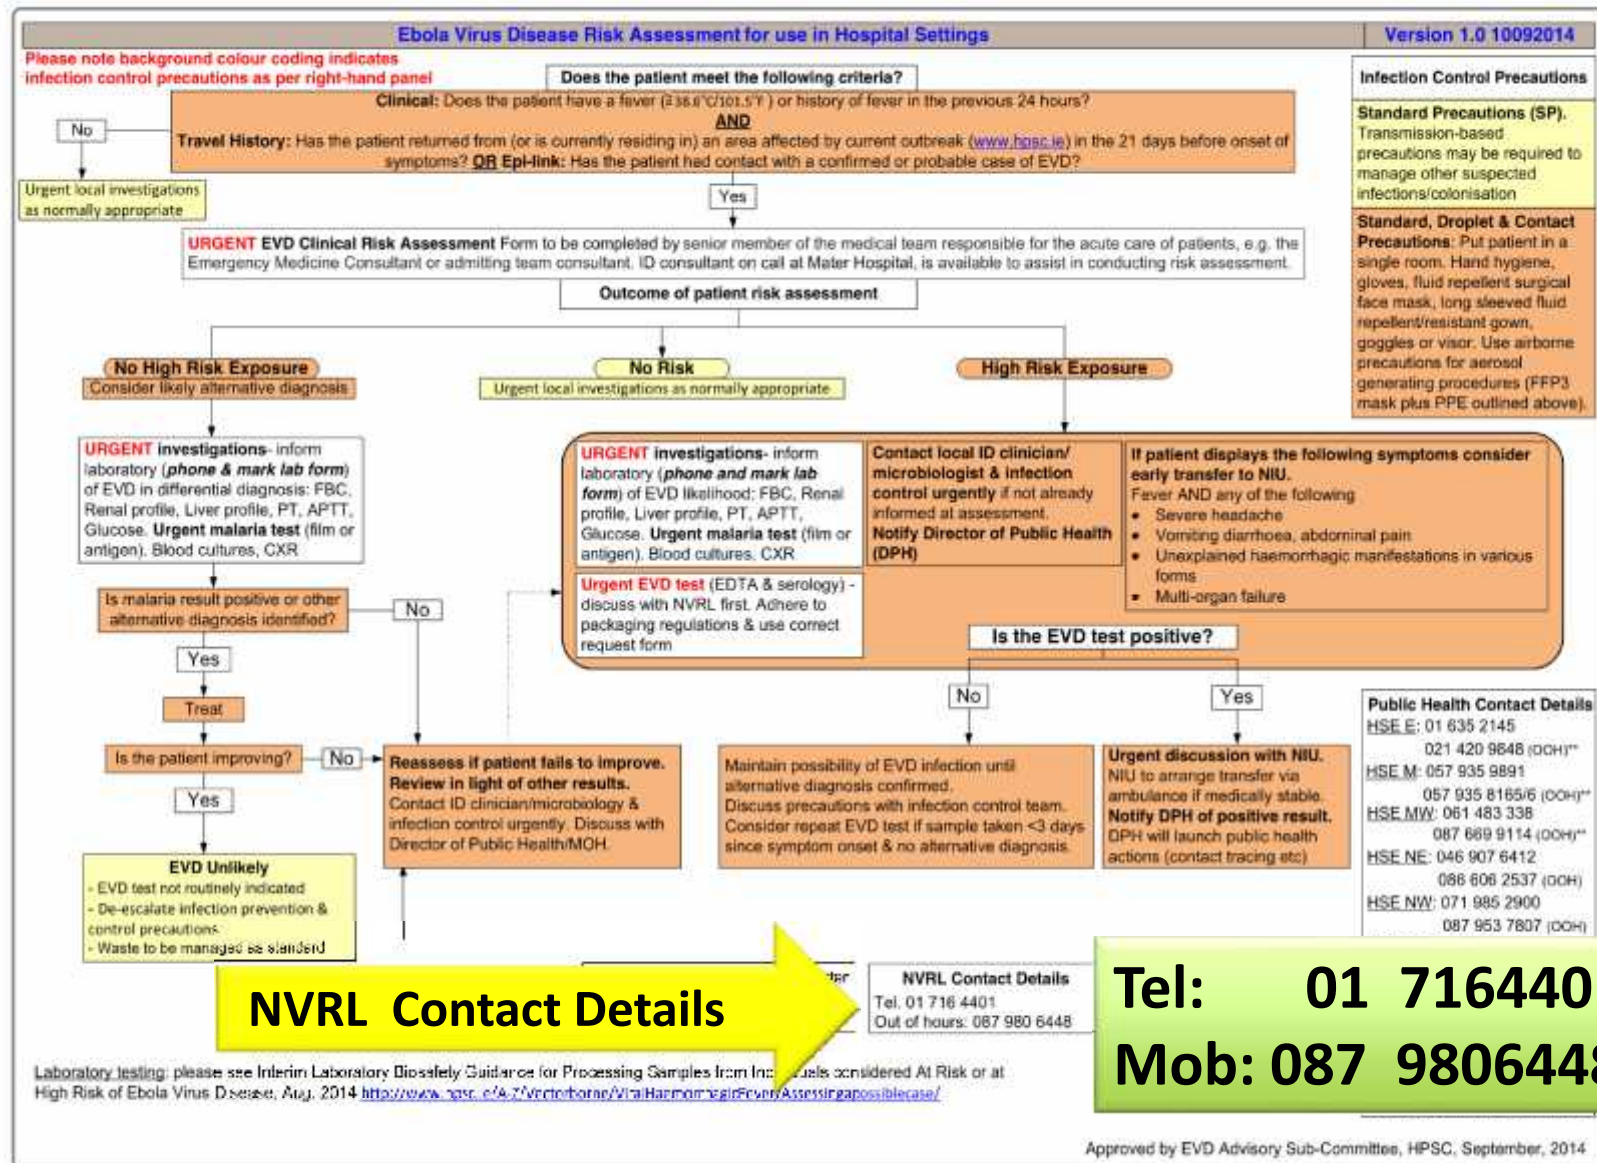 Ebola Virus Disease Risk Assessment for use in Hospital Settings
Version 1.0 10092014
Please note background colour coding indicates
infection control precautions as per right-hand panel
Does the patient meet the following criteria?
Clinical: Does the patient have a fever (≥38.6°C/101.5°F) or history of fever in the previous 24 hours?
AND
Travel History: Has the patient returned from (or is currently residing in) an area affected by current outbreak (www.hpsc.ie) in the 21 days before onset of
symptoms? OR Epi-link: Has the patient had contact with a confirmed or probable case of EVD?
No
Urgent local investigations
as normally appropriate
Yes
URGENT EVD Clinical Risk Assessment Form to be completed by senior member of the medical team responsible for the acute care of patients, e.g. the
Emergency Medicine Consultant or admitting team consultant. ID consultant on call at Mater Hospital, is available to assist in conducting risk assessment.
Outcome of patient risk assessment
Infection Control Precautions
Standard Precautions (SP).
Transmission-based
precautions may be required to
manage other suspected
infections/colonisation
Standard, Droplet & Contact
Precautions: Put patient in a
single room. Hand hygiene,
gloves, fluid repellent surgical
face mask, long sleeved fluid
repellent/resistant gown,
goggles or visor. Use airborne
precautions for aerosol
generating procedures (FFP3
mask plus PPE outlined above).
No High Risk Exposure
Consider likely alternative diagnosis
No Risk
Urgent local investigations as normally appropriate
High Risk Exposure
URGENT investigations- inform
laboratory (phone & mark lab form)
of EVD in differential diagnosis: FBC,
Renal profile, Liver profile, PT, APTT,
Glucose. Urgent malaria test (film or
antigen). Blood cultures, CXR
Is malaria result positive or other
alternative diagnosis identified?
No
Yes
Treat
Is the patient improving?
No
Yes
EVD Unlikely
- EVD test not routinely indicated
- De-escalate infection prevention &
control precautions
- Waste to be managed as standard
Reassess if patient fails to improve.
Review in light of other results.
Contact ID clinician/microbiology &
infection control urgently. Discuss with
Director of Public Health/MOH.
URGENT investigations- inform
laboratory (phone and mark lab
form) of EVD likelihood: FBC, Renal
profile, Liver profile, PT, APTT,
Glucose. Urgent malaria test (film or
antigen). Blood cultures, CXR
Urgent EVD test (EDTA & serology) -
discuss with NVRL first. Adhere to
packaging regulations & use correct
request form
Contact local ID clinician/
microbiologist & infection
control urgently if not already
informed at assessment.
Notify Director of Public Health
(DPH)
If patient displays the following symptoms consider
early transfer to NIU.
Fever AND any of the following
• Severe headache
• Vomiting diarrhoea, abdominal pain
• Unexplained haemorrhagic manifestations in various
forms
• Multi-organ failure
Is the EVD test positive?
No
Yes
Maintain possibility of EVD infection until
alternative diagnosis confirmed.
Discuss precautions with infection control team.
Consider repeat EVD test if sample taken <3 days
since symptom onset & no alternative diagnosis.
Urgent discussion with NIU.
NIU to arrange transfer via
ambulance if medically stable.
Notify DPH of positive result.
DPH will launch public health
actions (contact tracing etc)
Public Health Contact Details
HSE E: 01 635 2145
021 420 9848 (OOH)**
HSE M: 057 935 9891
057 935 8165/6 (OOH)**
HSE MW: 061 483 338
087 669 9114 (OOH)**
HSE NE: 046 907 6412
086 606 2537 (OOH)
HSE NW: 071 985 2900
087 953 7807 (OOH)
NVRL Contact Details
NVRL Contact Details
Tel. 01 716 4401
Out of hours: 087 980 6448
Tel: 01 716440
Mob: 087 9806448
Laboratory testing: please see Interim Laboratory Biosafety Guidance for Processing Samples from considered At Risk or at
High Risk of Ebola Virus Disease, Aug. 2014 http://www.hpsc.ie/A-Z/Vectorborne/ViralHaemorrhagicFever/Assessingapossiblecase/
Approved by EVD Advisory Sub-Committee, HPSC, September, 2014